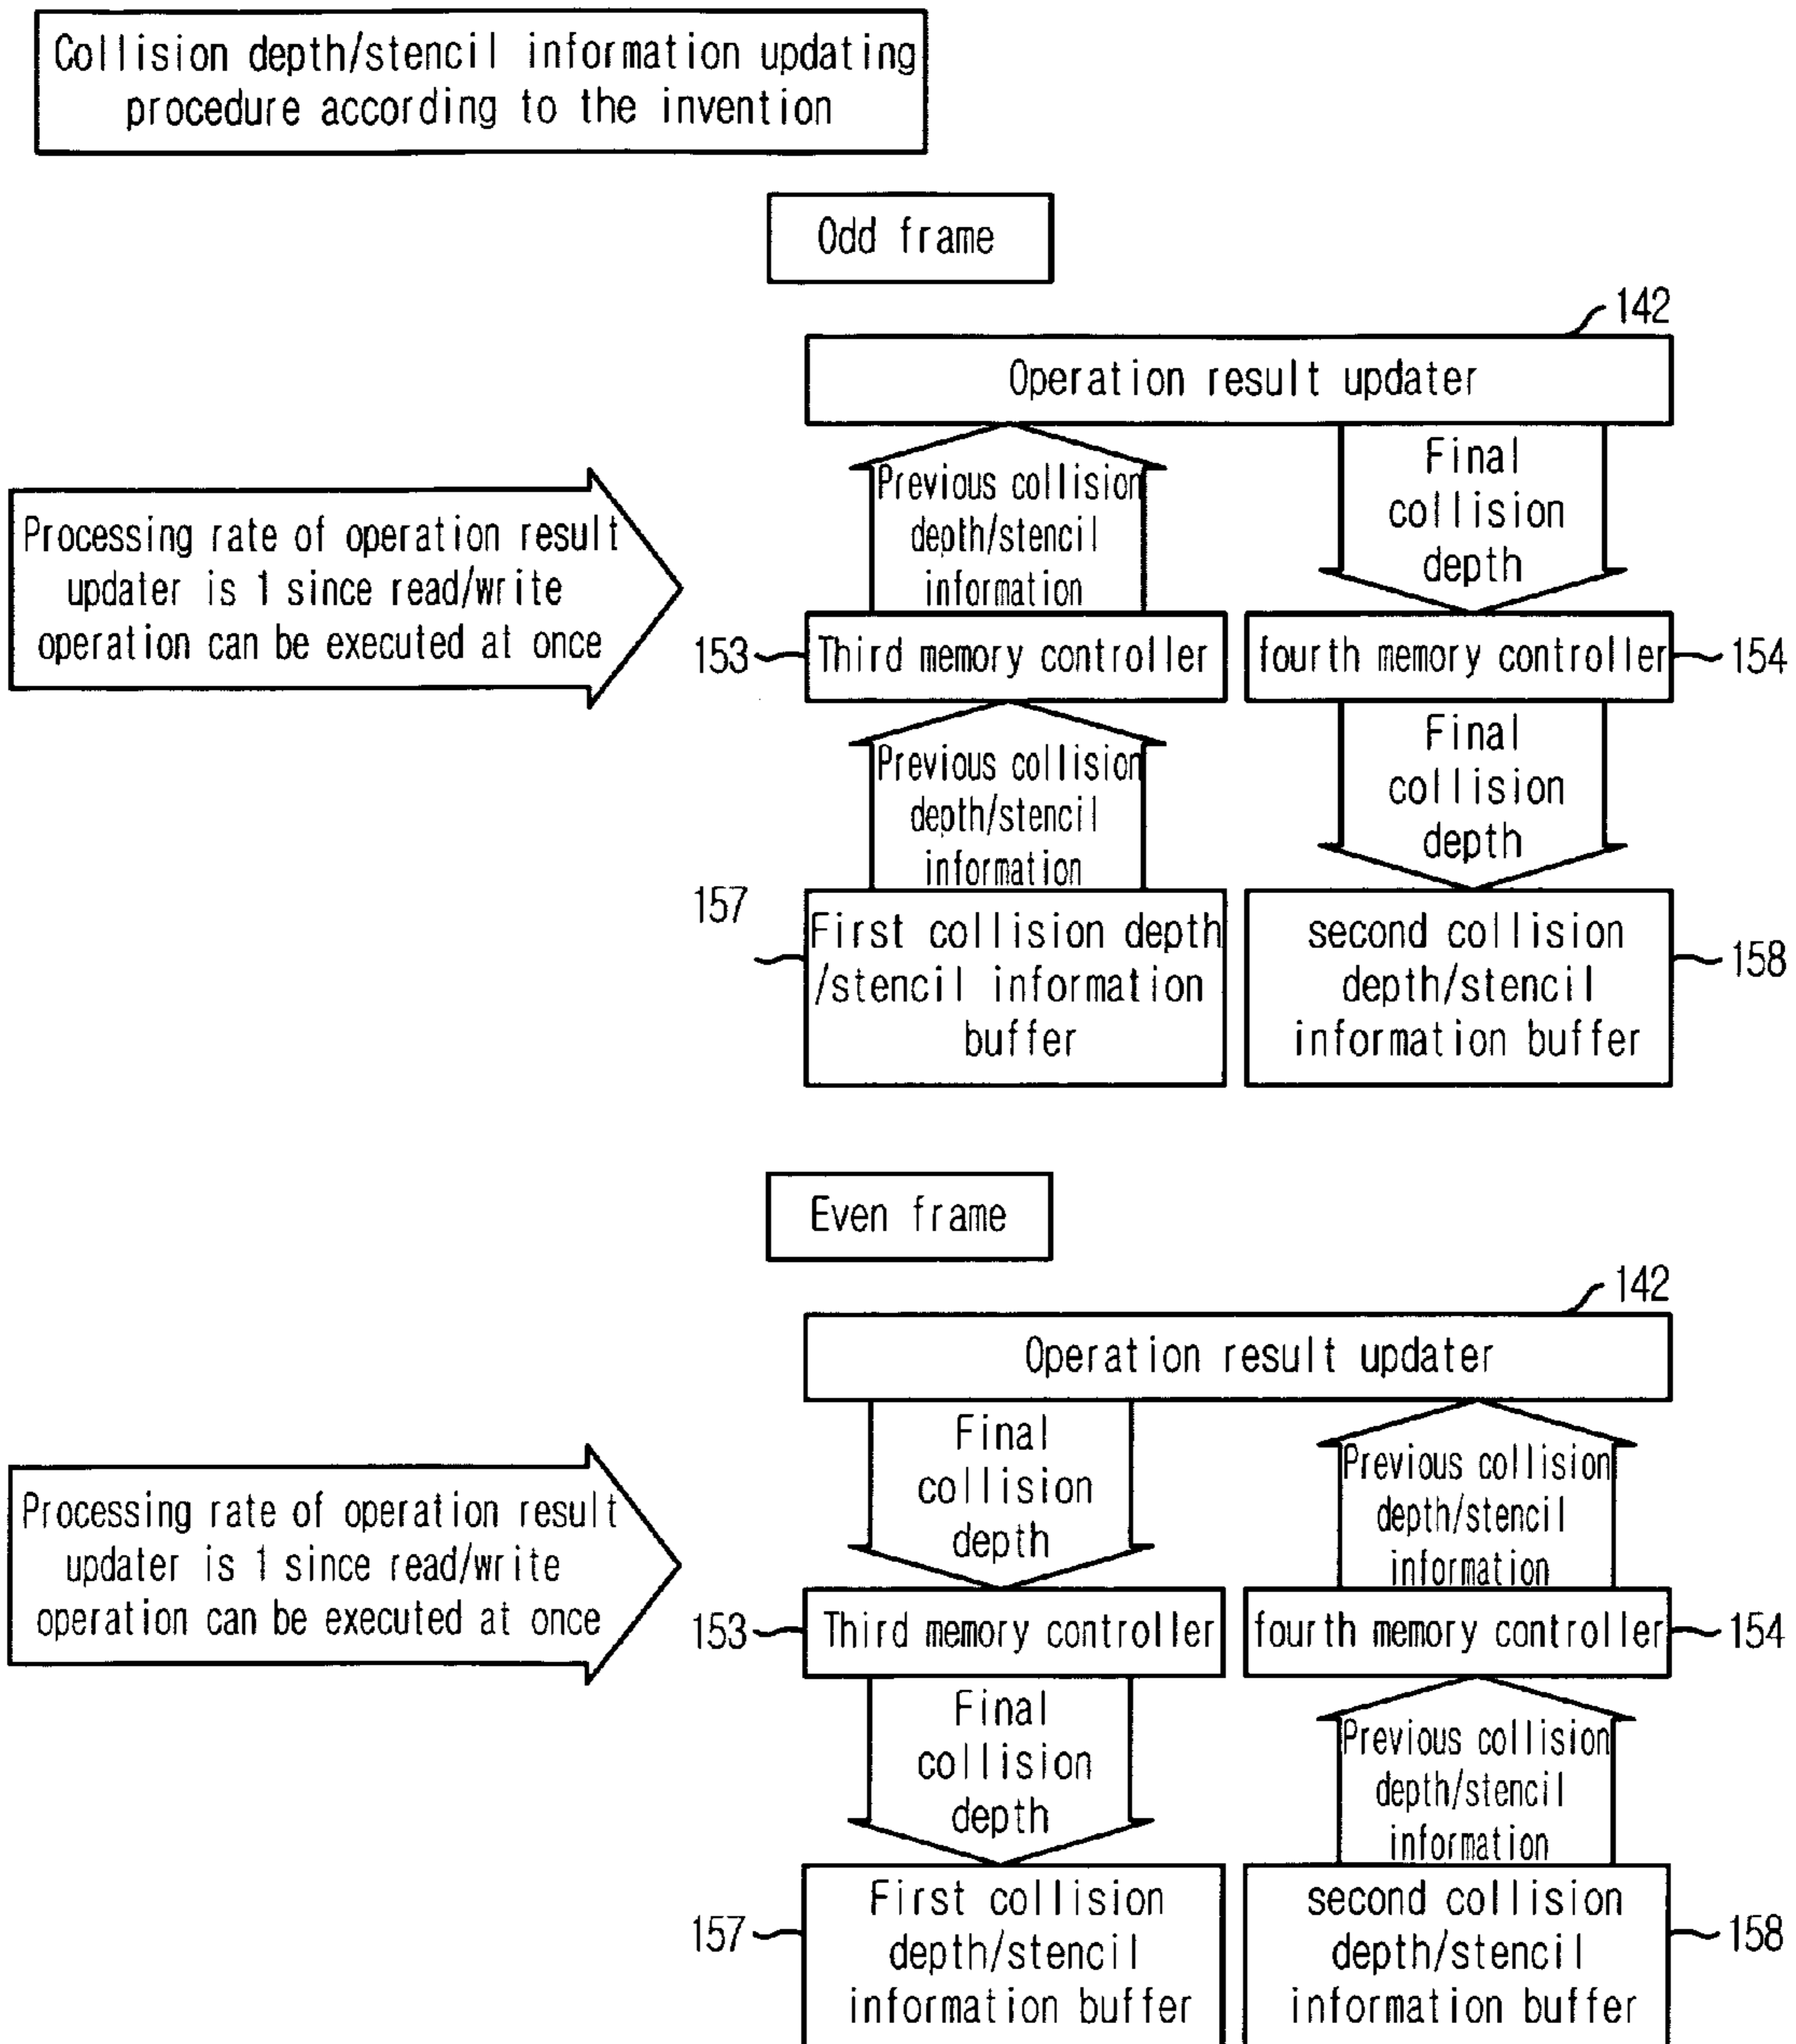 Collision depth/stencil information updating
procedure according to the invention
Odd frame
142
Operation result updater
Processing rate of operation result
updater is 1 since read/write
operation can be executed at once
Previous collision
depth/stencil
information
Final
collision
depth
153
Third memory controller
fourth memory controller
154
Previous collision
depth/stencil
information
Final
collision
depth
157
First collision depth
/stencil information
buffer
second collision
depth/stencil
information buffer
158
Even frame
142
Operation result updater
Processing rate of operation result
updater is 1 since read/write
operation can be executed at once
Final
collision
depth
Previous collision
depth/stencil
information
153
Third memory controller
fourth memory controller
154
Final
collision
depth
Previous collision
depth/stencil
information
157
First collision
depth/stencil
information buffer
second collision
depth/stencil
information buffer
158